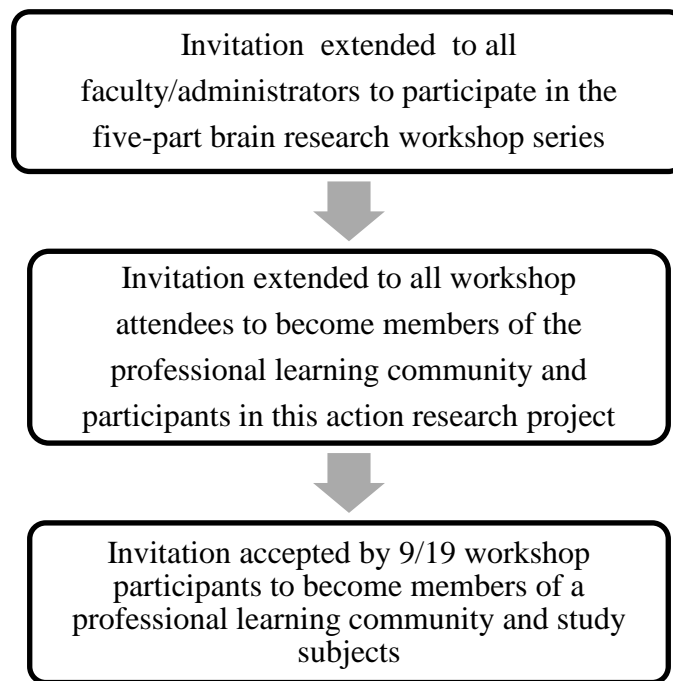 Invitation extended to all
faculty/administrators to participate in the
five-part brain research workshop series
Invitation extended to all workshop
attendees to become members of the
professional learning community and
participants in this action research project
Invitation accepted by 9/19 workshop
participants to become members of a
professional learning community and study
subjects